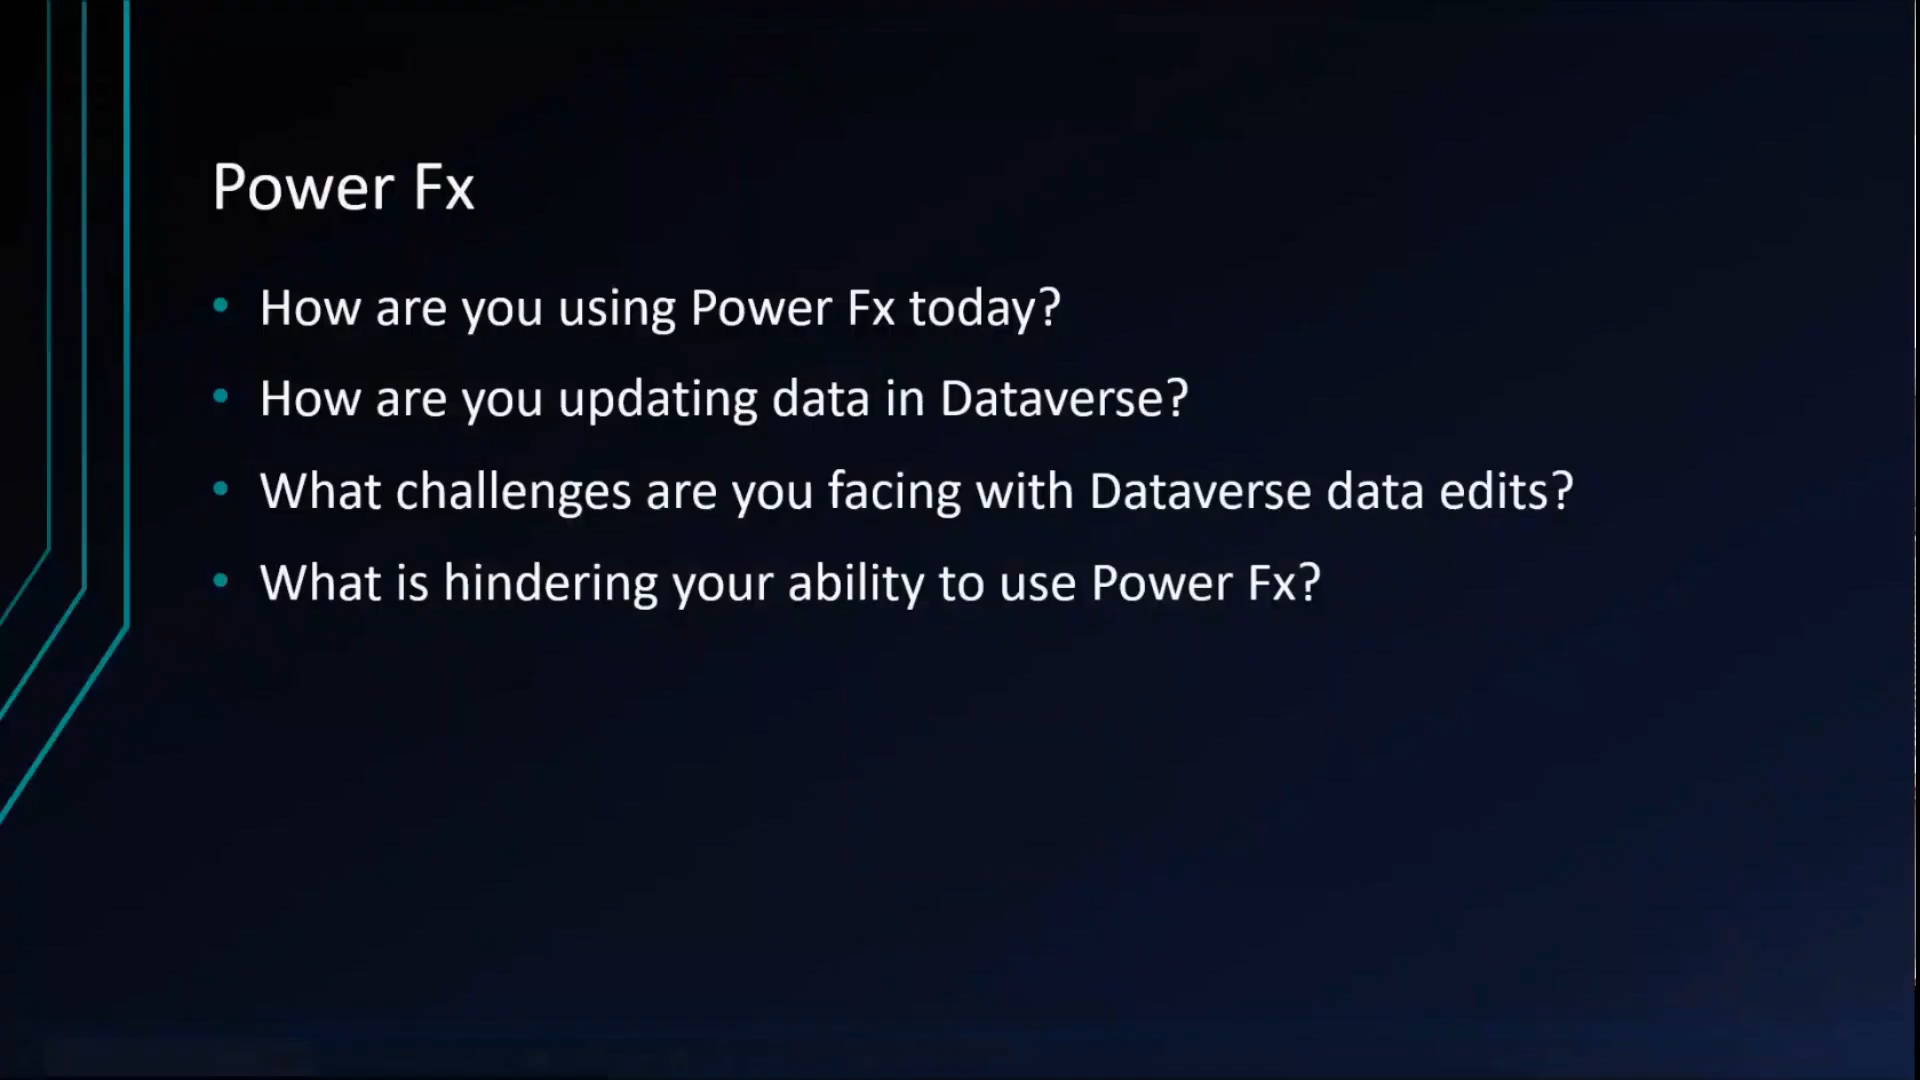 Power Fx
• How are you using Power Fx today?
• How are you updating data in Dataverse?
• What challenges are you facing with Dataverse data edits?
• What is hindering your ability to use Power Fx?